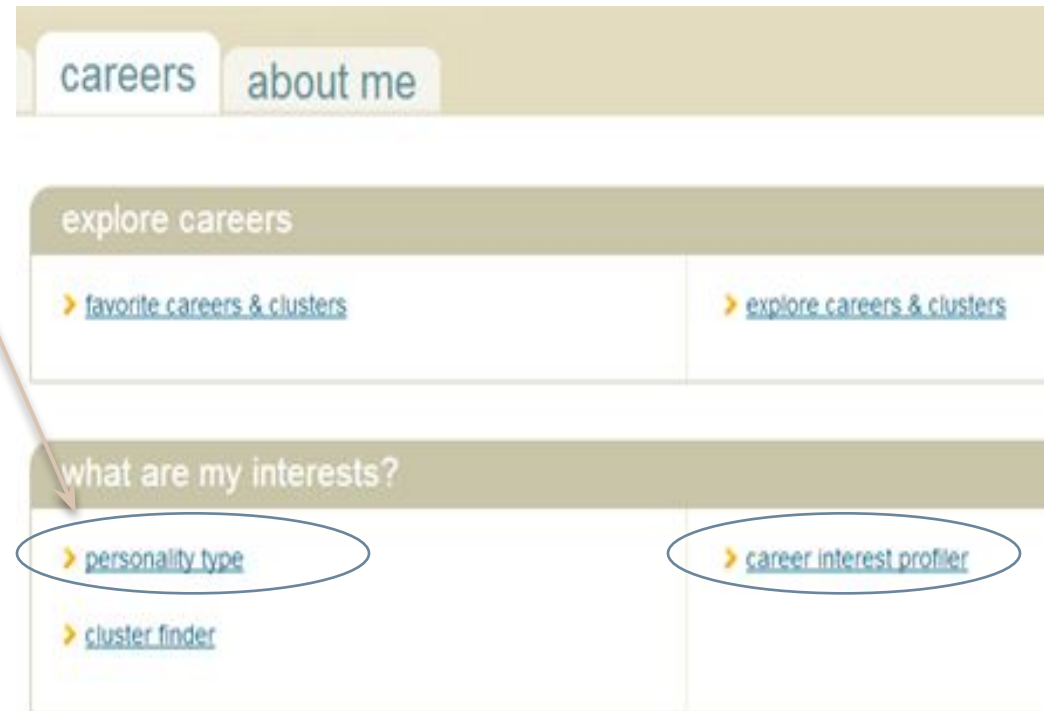 careers about me
explore careers
favorite careers & clusters explore careers & clusters
what are my interests?
personality type career interest profiler
cluster finder